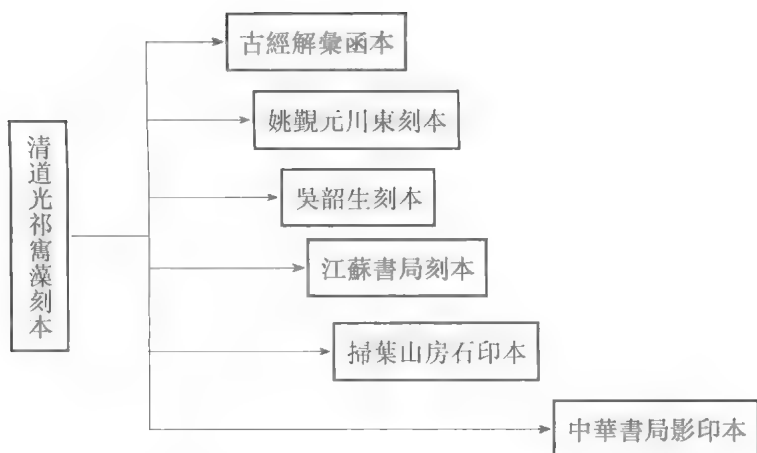 古經解彙函本
姚覲元川東刻本
清道光祁寯藻刻本
吳韶生刻本
江蘇書局刻本
掃葉山房石印本
中華書局影印本